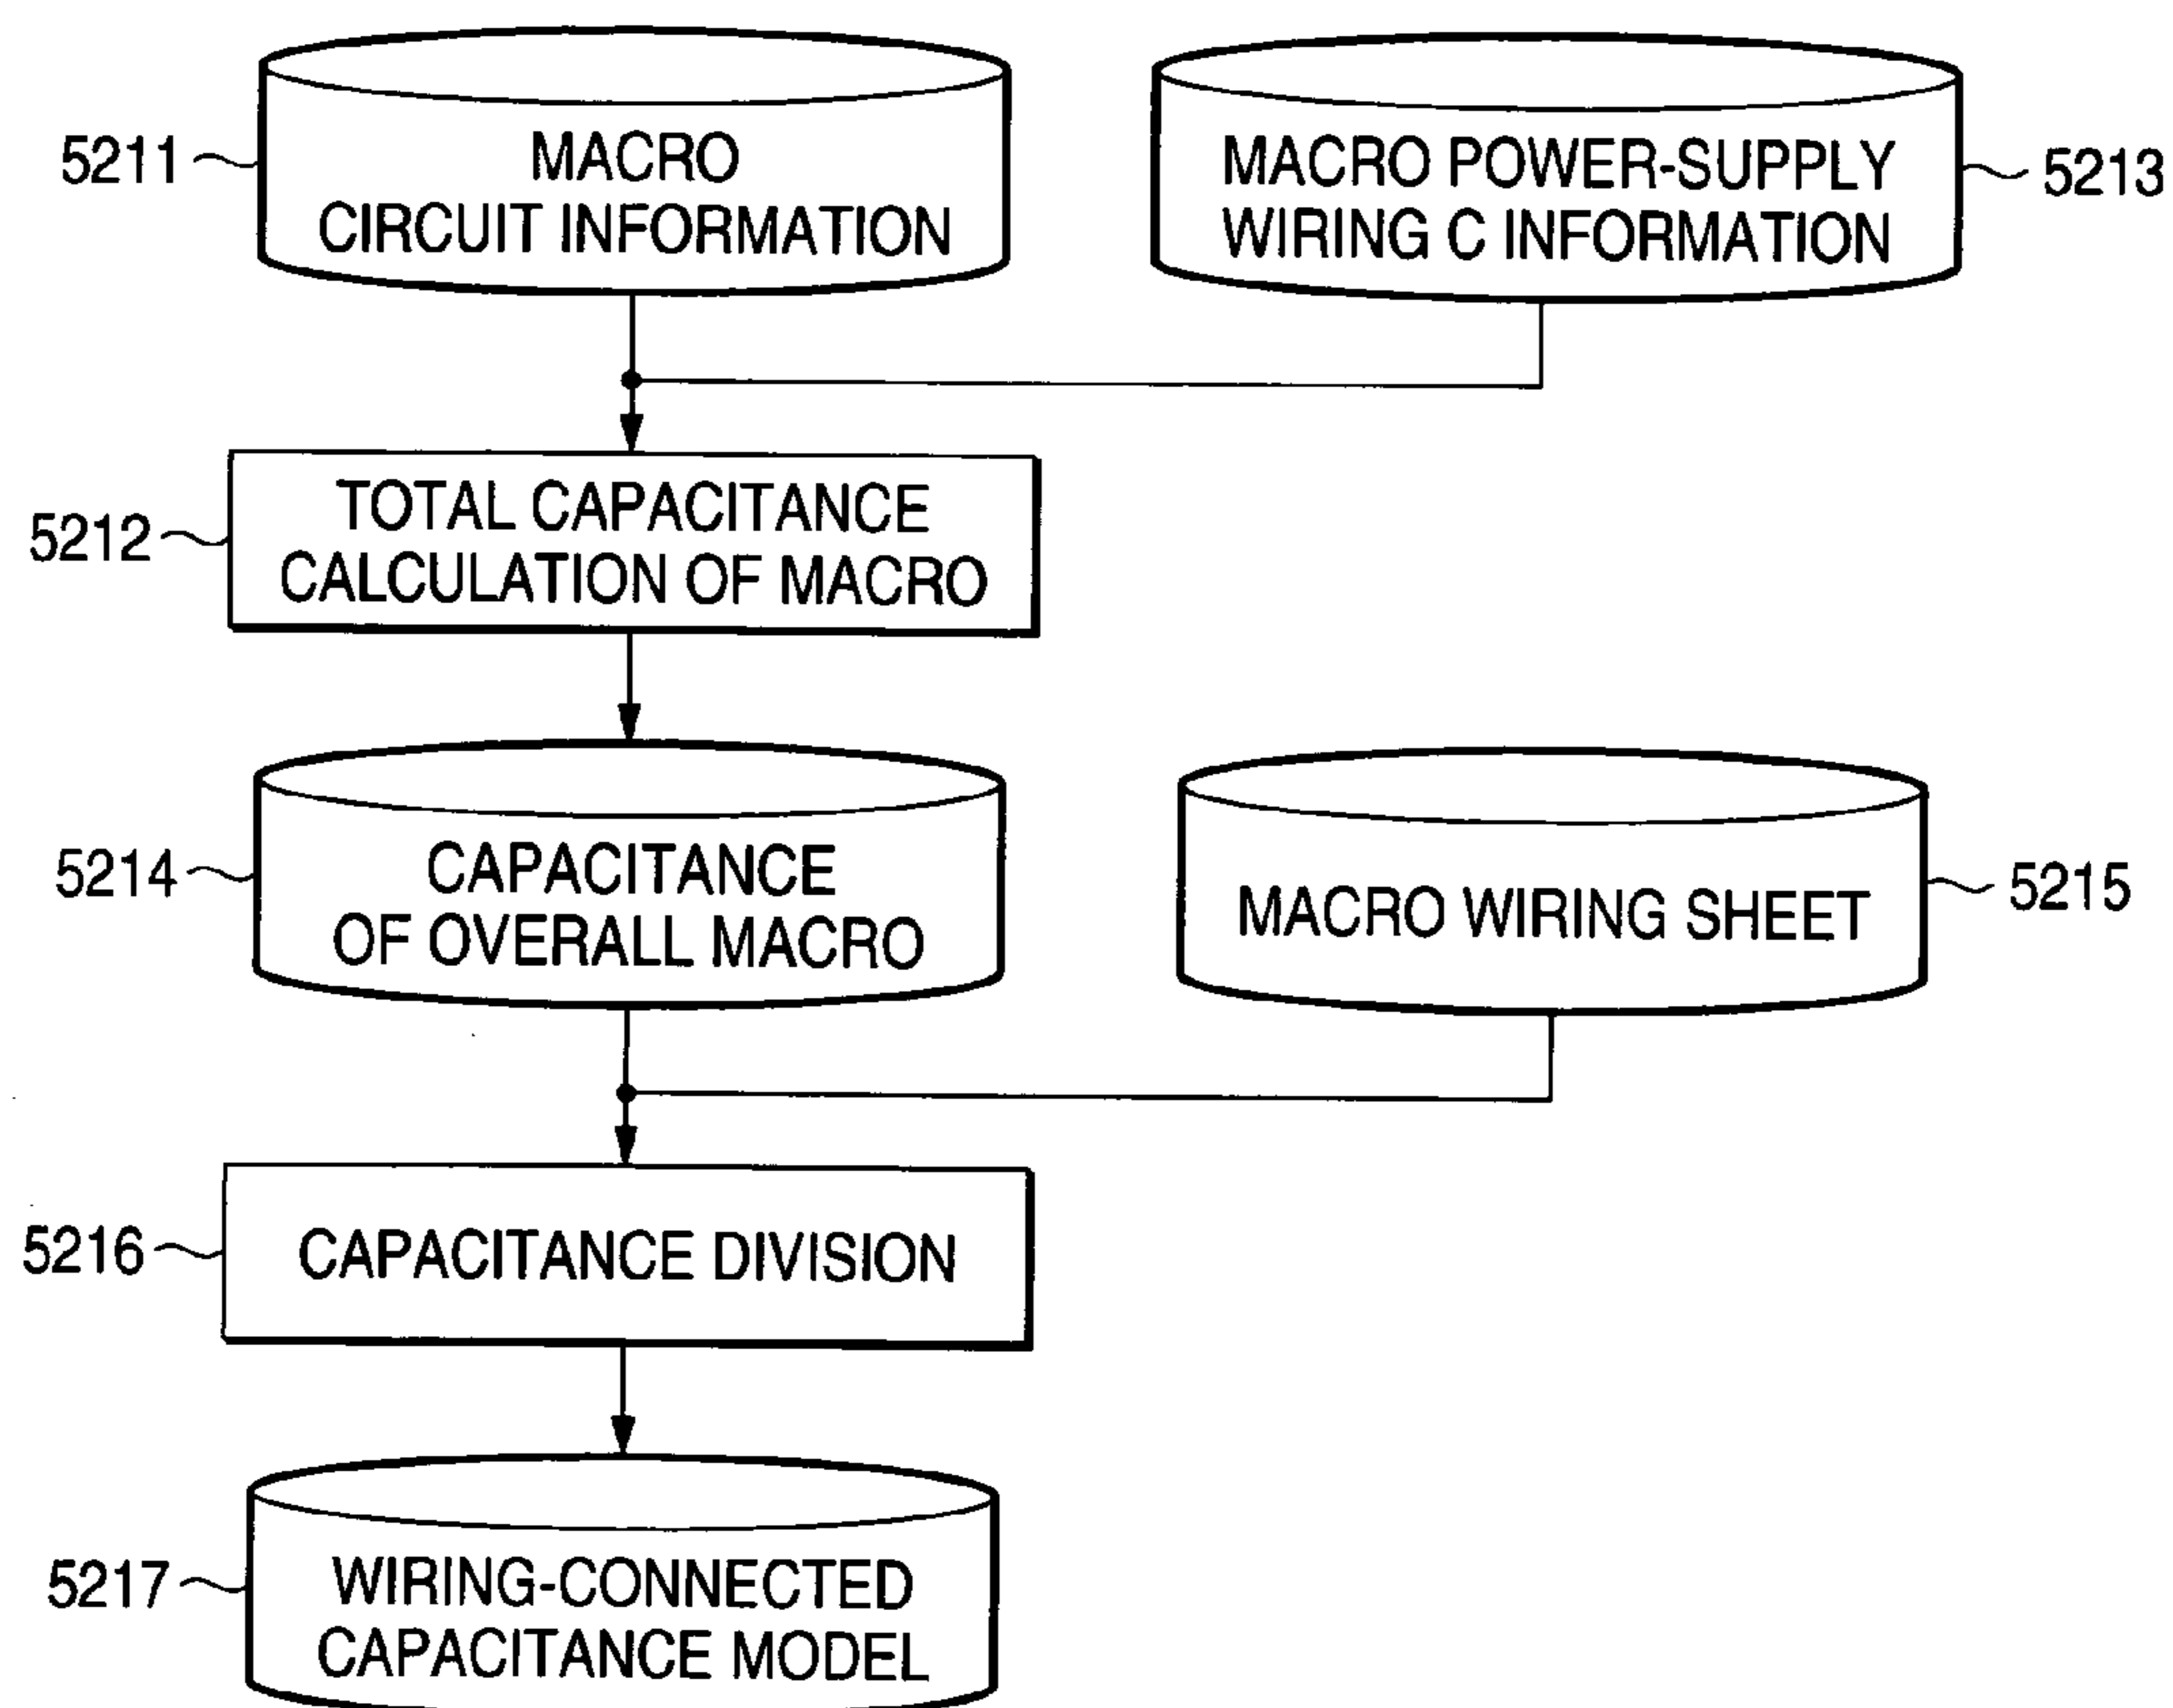 5211
MACRO
CIRCUIT INFORMATION
MACRO POWER-SUPPLY
WIRING C INFORMATION
5213
5212
TOTAL CAPACITANCE
CALCULATION OF MACRO
5214
CAPACITANCE
OF OVERALL MACRO
MACRO WIRING SHEET
5215
5216
CAPACITANCE DIVISION
5217
WIRING-CONNECTED
CAPACITANCE MODEL